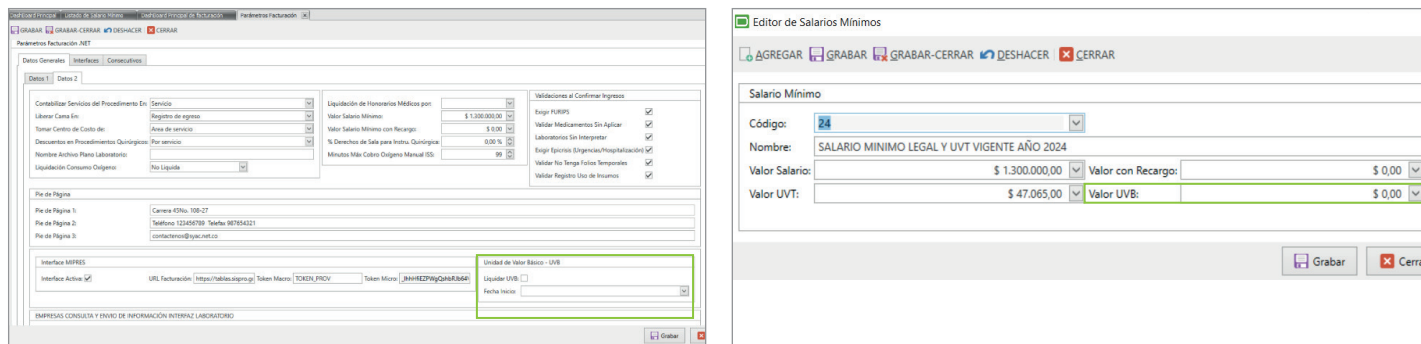 DashBoard Principal Listado de Salario Mínimo DashBoard Principal de facturación Parámetros Facturación
GRABAR GRABAR-CERRAR DESHACER CERRAR
Parámetros Facturación .NET
Datos Generales Interfaces Consecutivos
Datos 1 Datos 2
Contabilizar Servicios del Procedimento En: Servicio
Liberar Cama En: Registro de egreso
Tomar Centro de Costo de: Area de servicio
Descuentos en Procedimientos Quirúrgicos: Por servicio
Nombre Archivo Plano Laboratorio:
Liquidación Consumo Oxígeno: No Liquida
Liquidación de Honorarios Médicos por:
Valor Salario Mínimo: $ 1.300.000,00
Valor Salario Mínimo con Recargo: $ 0,00
% Derechos de Sala para Instru. Quirúrgica: 0,00 %
Minutos Máx Cobro Oxígeno Manual ISS: 99
Validaciones al Confirmar Ingresos
Exigir FURIPS
Validar Medicamentos Sin Aplicar
Laboratorios Sin Interpretar
Exigir Epicrisis (Urgencias/Hospitalización)
Validar No Tenga Folios Temporales
Validar Registro Uso de Insumos
Pie de Página
Pie de Página 1: Carrera 45No. 108-27
Pie de Página 2: Teléfono 123456789 Telefax 987654321
Pie de Página 3: contactenos@syac.net.co
Interface MIPRES
Interface Activa: URL Facturación: https://tablas.sispro.g Token Macro: TOKEN_PROV Token Micro:
Unidad de Valor Básico - UVB
Liquidar UVB:
Fecha Inicio:
EMPRESAS CONSULTA Y ENVIO DE INFORMACIÓN INTERFAZ LABORATORIO
Grabar
Editor de Salarios Mínimos
AGREGAR GRABAR GRABAR-CERRAR DESHACER CERRAR
Salario Mínimo
Código: 24
Nombre: SALARIO MINIMO LEGAL Y UVT VIGENTE AÑO 2024
Valor Salario: $ 1.300.000,00 Valor con Recargo: $ 0,00
Valor UVT: $ 47.065,00 Valor UVB: $ 0,00
Grabar Cerra